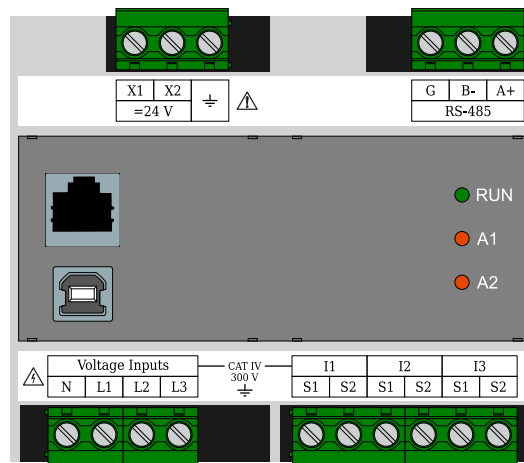 X1 X2
=24 V
G B- A+
RS-485
RUN
A1
A2
Voltage Inputs CAT IV I1 I2 I3
300 V
N L1 L2 L3 S1 S2 S1 S2 S1 S2